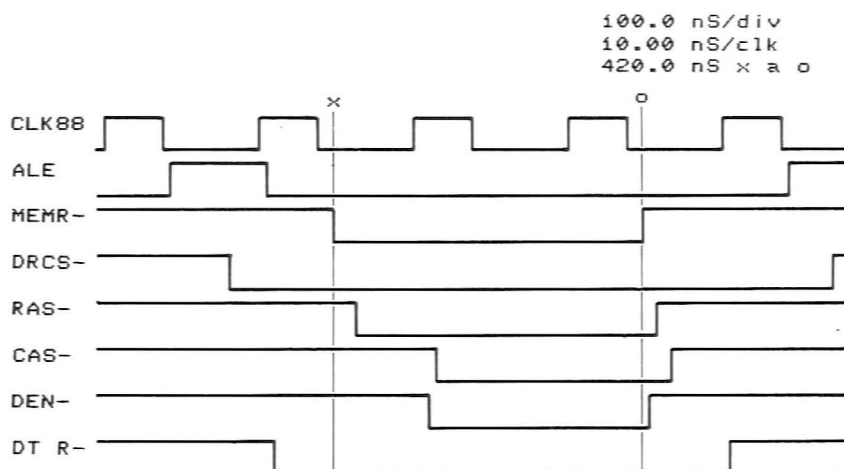 100.0 nS/div
10.00 nS/clk
420.0 nS x a o
x
o
CLK88
ALE
MEMR-
DRCS-
RAS-
CAS-
DEN-
DT R-